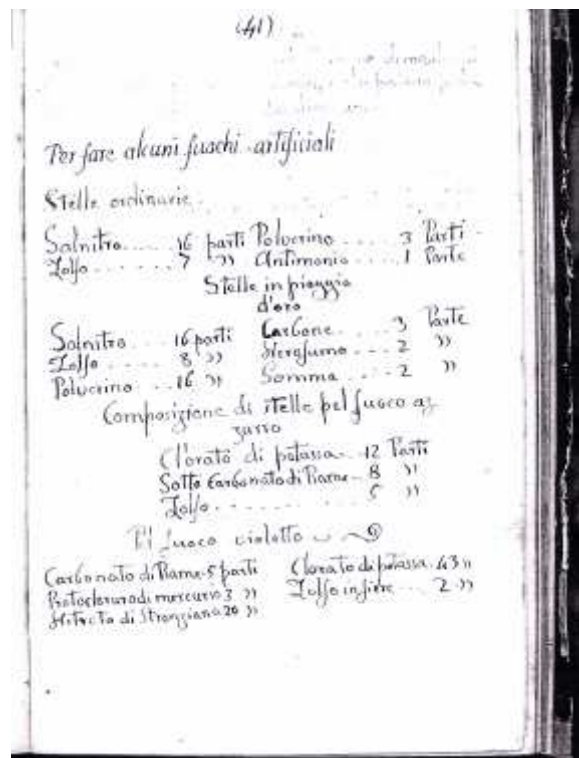 (41)
Per fare alcuni fuochi artificiali
Stelle ordinarie.
Salnitro..... 16 parti Polverino..... 3 Parti
Zolfo....... 7 " Antimonio.... 1 Parte
Stelle in pioggia
d'oro
Salnitro.... 16 parti Carbone.... 3 Parte
Zolfo...... 8 " Nerofumo... 2 "
Polverino.. 16 " Gomma.... 2 "
Composizione di stelle pel fuoco az
zurro
Clorato di potassa.. 12 Parti
Sotto Carbonato di Rame.. 8 "
Zolfo.......... "
Pel fuoco violetto
Carbonato di Rame.5 parti Clorato di potassa.43 "
Protocloruro di mercurio 3 " Zolfo in fiore.... 2 "
Nitrato di Stronziana 20 "